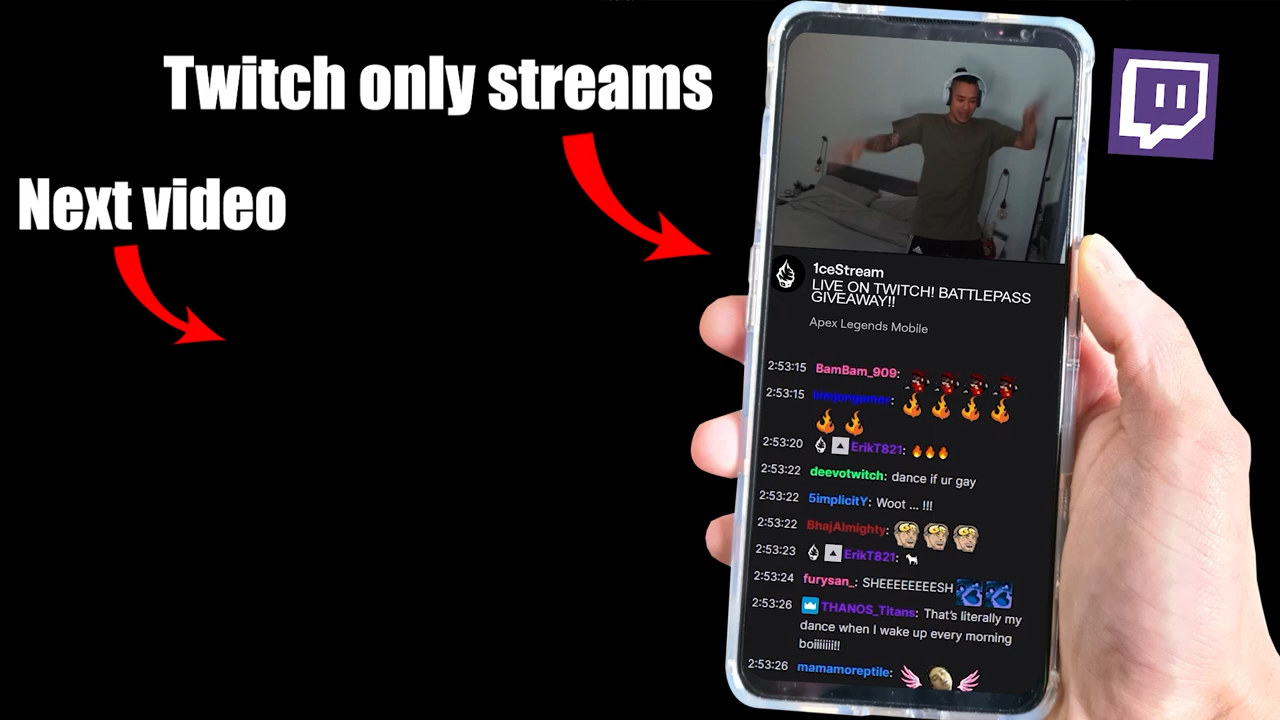 Twitch only streams
Next video
1ceStream
LIVE ON TWITCH! BATTLEPASS
GIVEAWAY!!
Apex Legends Mobile
2:53:15 BamBam_909:
2:53:15
2:53:20 ErikT821:
2:53:22 deevotwitch: dance if ur gay
2:53:22 5implicitY: Woot ... !!!
2:53:22 BhajAlmighty:
2:53:23 ErikT821:
2:53:24 furysan_: SHEEEEEEEESH
2:53:26 THANOS_Titans: That's literally my
dance when I wake up every morning
boiiiiiii!!
2:53:26 mamamoreptile: